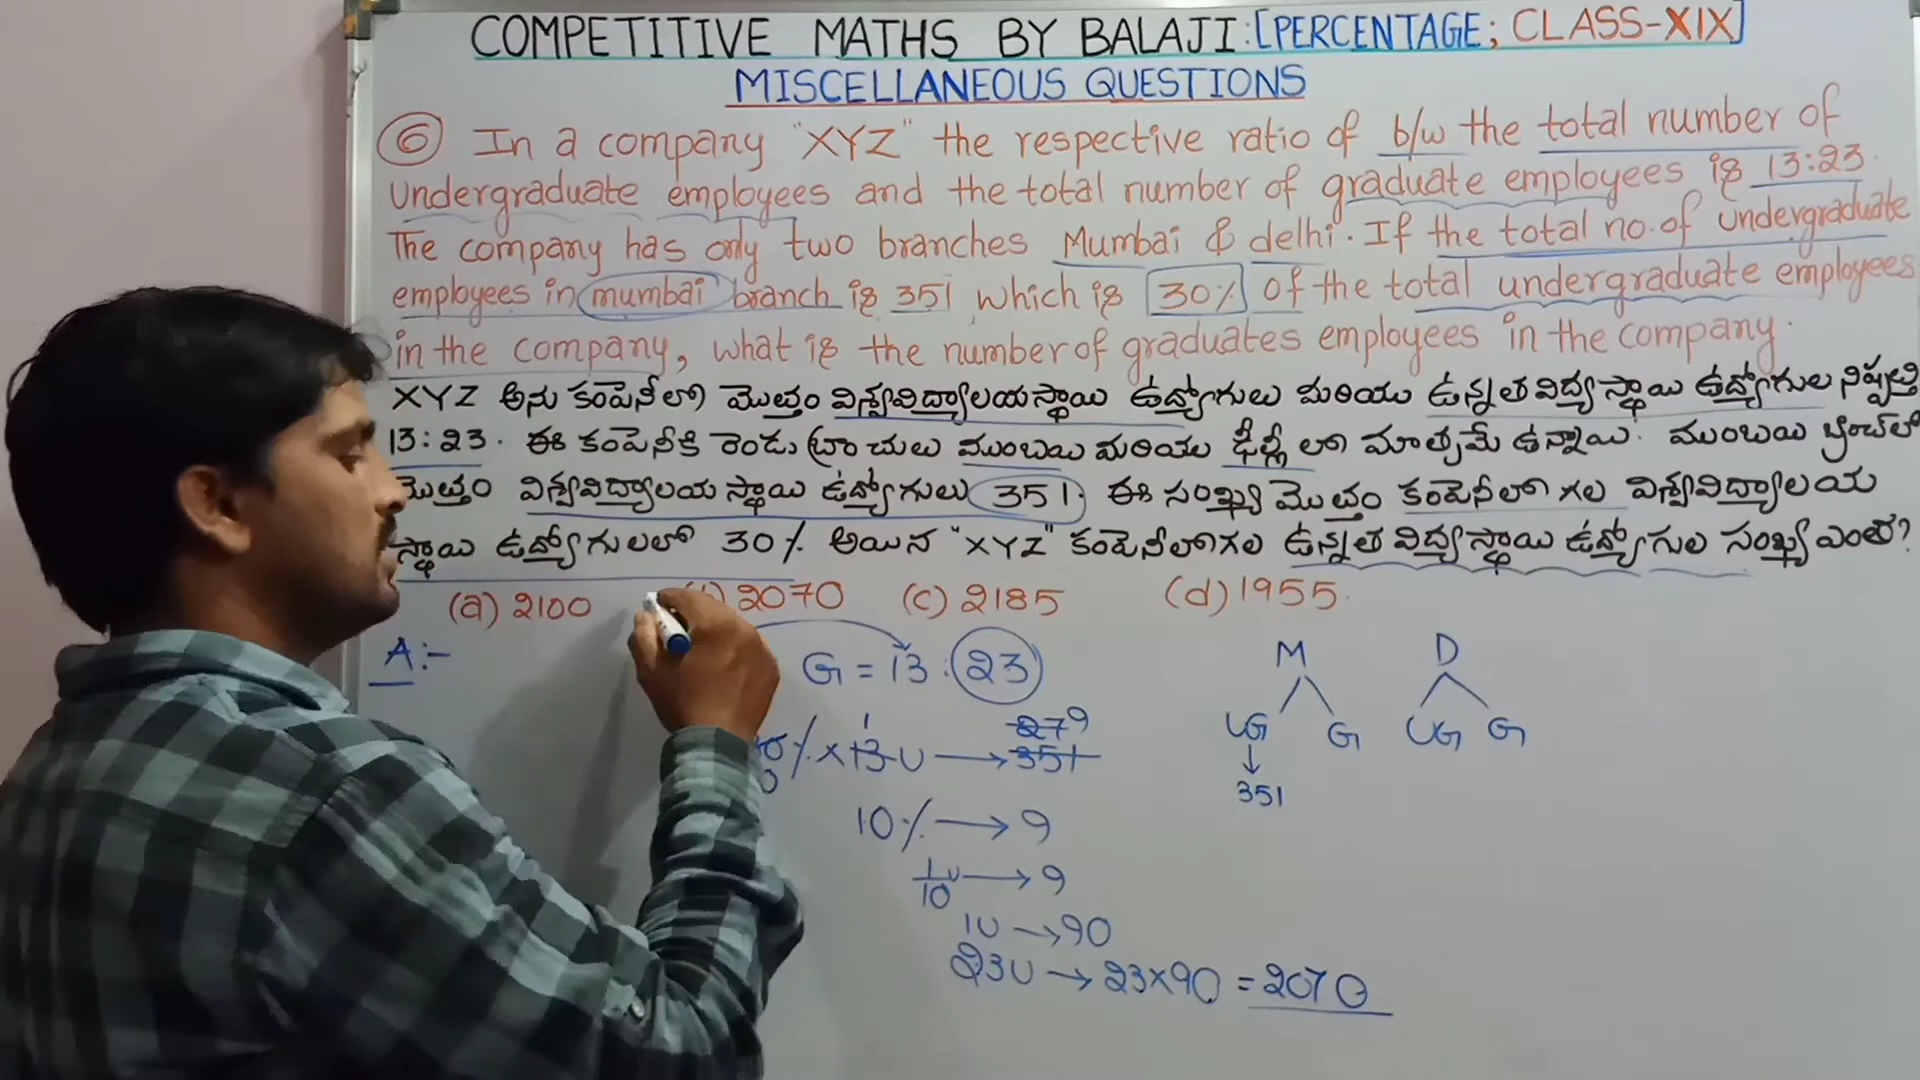 COMPETITIVE MATHS BY BALAJI:[PERCENTAGE; CLASS-XIX]
MISCELLANEOUS QUESTIONS
6 In a company "XYZ" the respective ratio of b/w the total number of
undergraduate employees and the total number of graduate employees is 13:23.
The company has only two branches Mumbai & delhi. If the total no. of undergraduate
employees in mumbai branch is 351 which is 30% of the total undergraduate employees
in the company, what is the number of graduates employees in the company.
XYZ అను కంపెనీలో మొత్తం విశ్వవిద్యాలయస్థాయి ఉద్యోగులు మరియు ఉన్నత విద్యస్థాయి ఉద్యోగుల నిష్పత్తి
13:23. ఈ కంపెనీకి రెండు బ్రాంచులు ముంబయి మరియు ఢిల్లీ లో మాత్రమే ఉన్నాయి. ముంబయి బ్రాంచ్‌లో
మొత్తం విశ్వవిద్యాలయ స్థాయి ఉద్యోగులు 351. ఈ సంఖ్య మొత్తం కంపెనీలో గల విశ్వవిద్యాలయ
స్థాయి ఉద్యోగులలో 30% అయిన "XYZ" కంపెనీలోగల ఉన్నత విద్యస్థాయి ఉద్యోగుల సంఖ్య ఎంత?
(a) 2100 2070 (c) 2185 (d) 1955.
A:- G = 13 : 23 M D
UG G UG G
1 27 9
% x 13 U → 351
351
10% → 9
1/10 U → 9
1U → 90
23U → 23x90 = 2070